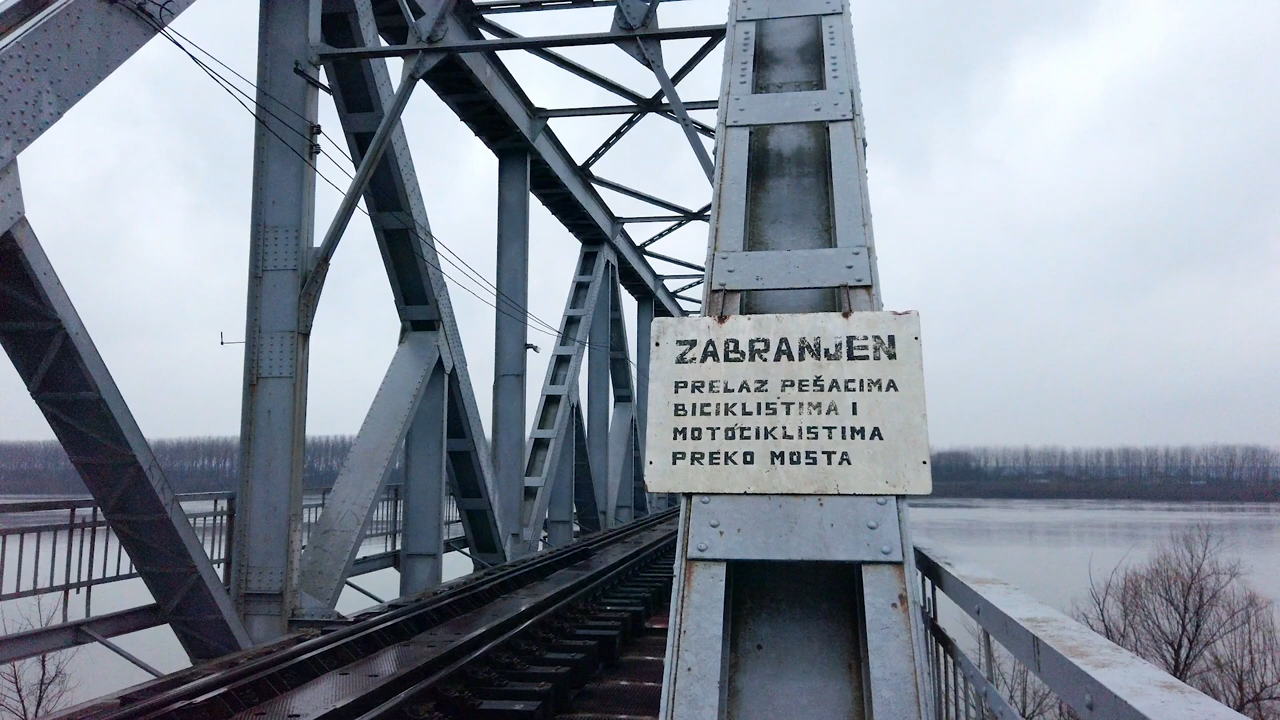 ZABRANJEN
PRELAZ PEŠACIMA
BICIKLISTIMA I
MOTOCIKLISTIMA
PREKO MOSTA